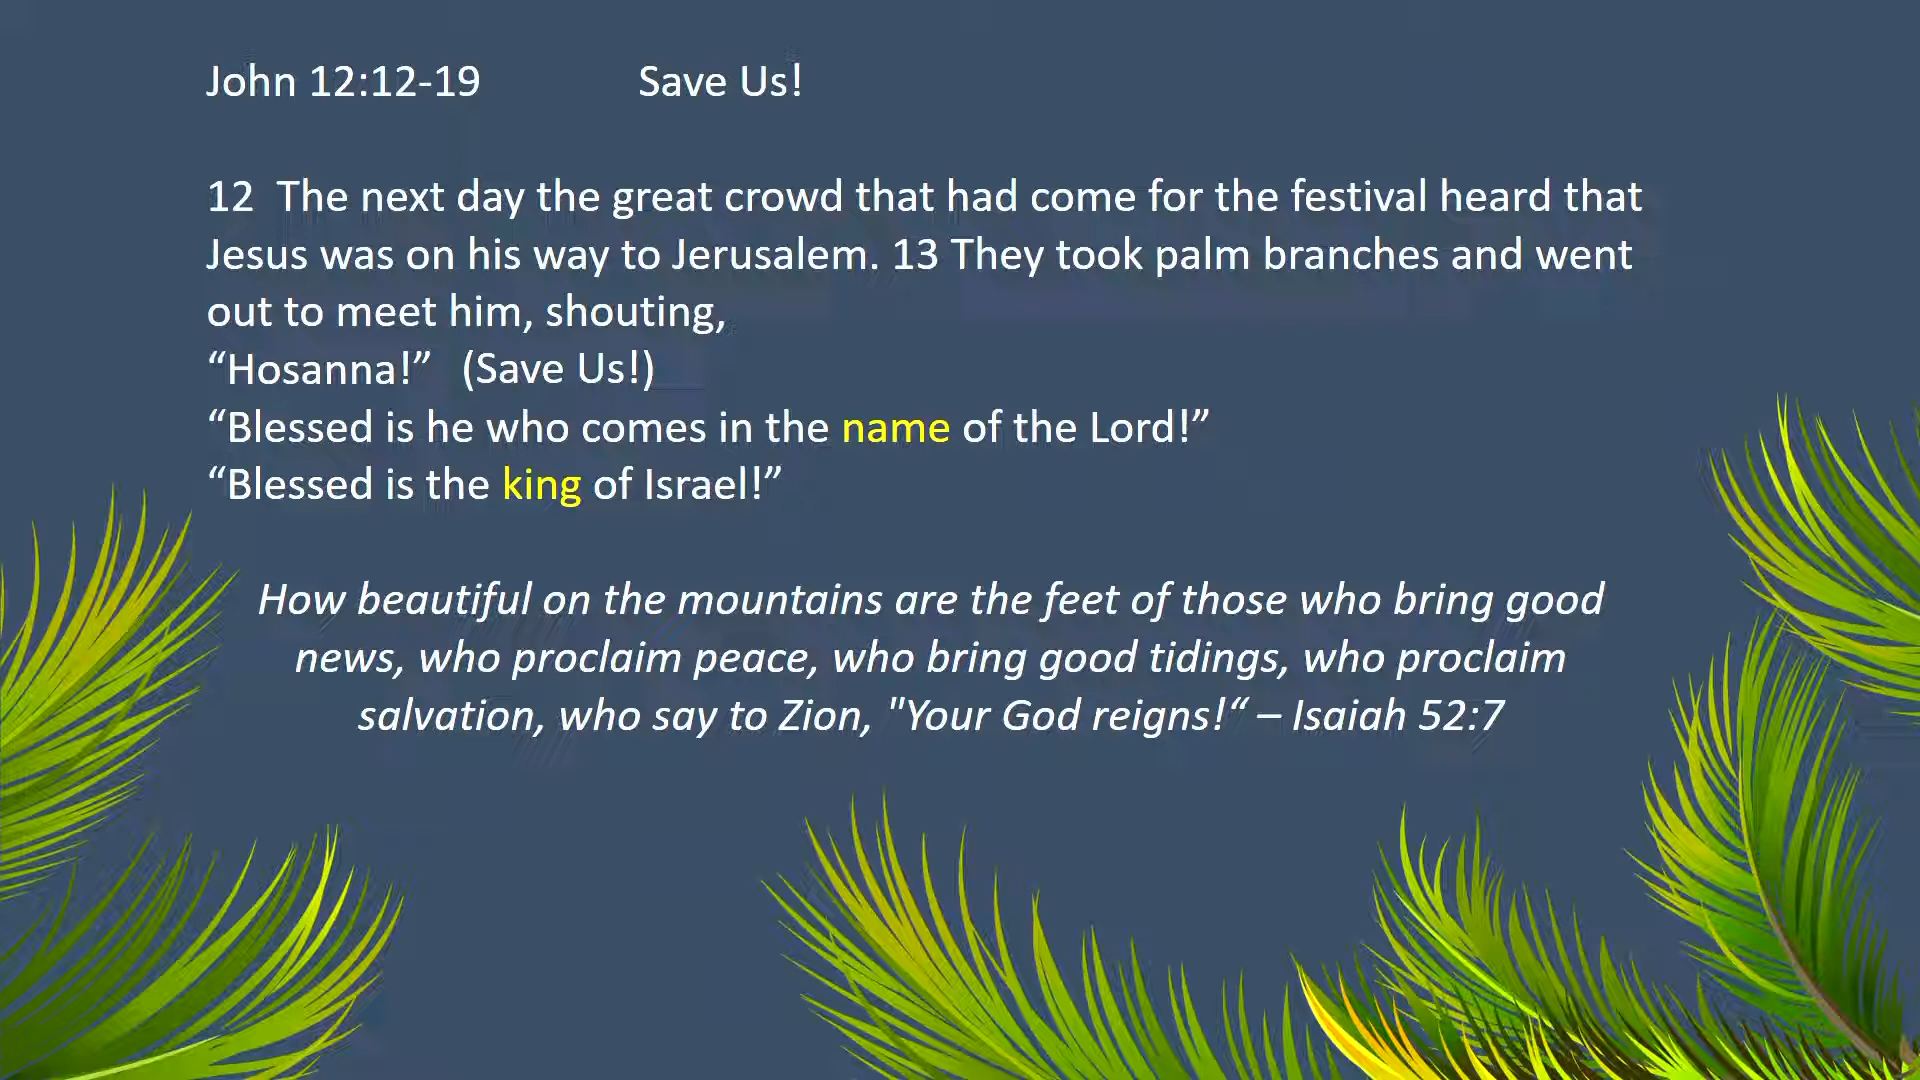 John 12:12-19 Save Us!
12 The next day the great crowd that had come for the festival heard that
Jesus was on his way to Jerusalem. 13 They took palm branches and went
out to meet him, shouting,
“Hosanna!” (Save Us!)
“Blessed is he who comes in the name of the Lord!”
“Blessed is the king of Israel!”
How beautiful on the mountains are the feet of those who bring good
news, who proclaim peace, who bring good tidings, who proclaim
salvation, who say to Zion, "Your God reigns!“ – Isaiah 52:7